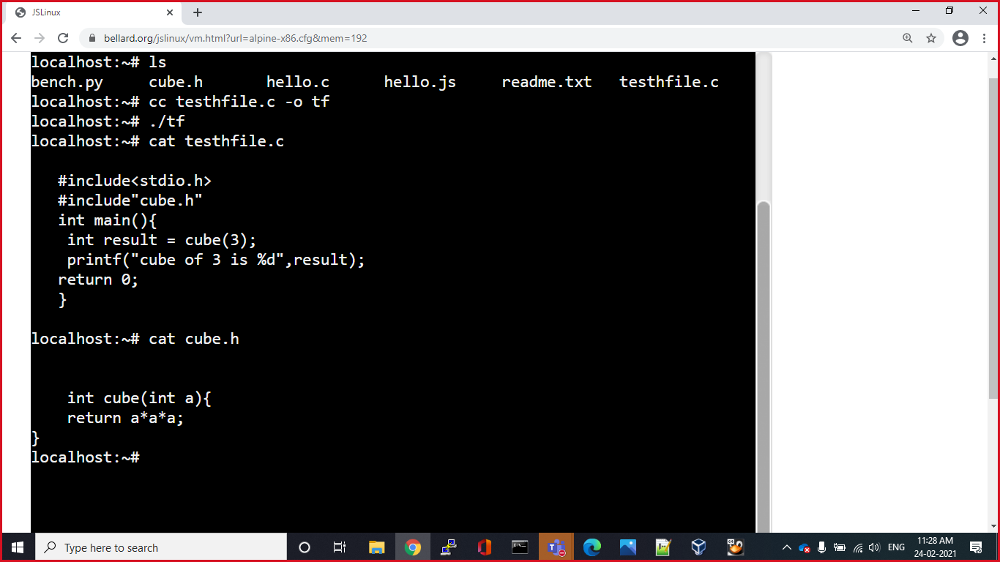 JSLinux
bellard.org/jslinux/vm.html?url=alpine-x86.cfg&mem=192
localhost:~# ls
bench.py cube.h hello.c hello.js readme.txt testhfile.c
localhost:~# cc testhfile.c -o tf
localhost:~# ./tf
localhost:~# cat testhfile.c
#include<stdio.h>
#include"cube.h"
int main(){
int result = cube(3);
printf("cube of 3 is %d",result);
return 0;
}
localhost:~# cat cube.h
int cube(int a){
return a*a*a;
}
localhost:~#
Type here to search
ENG
11:28 AM
24-02-2021